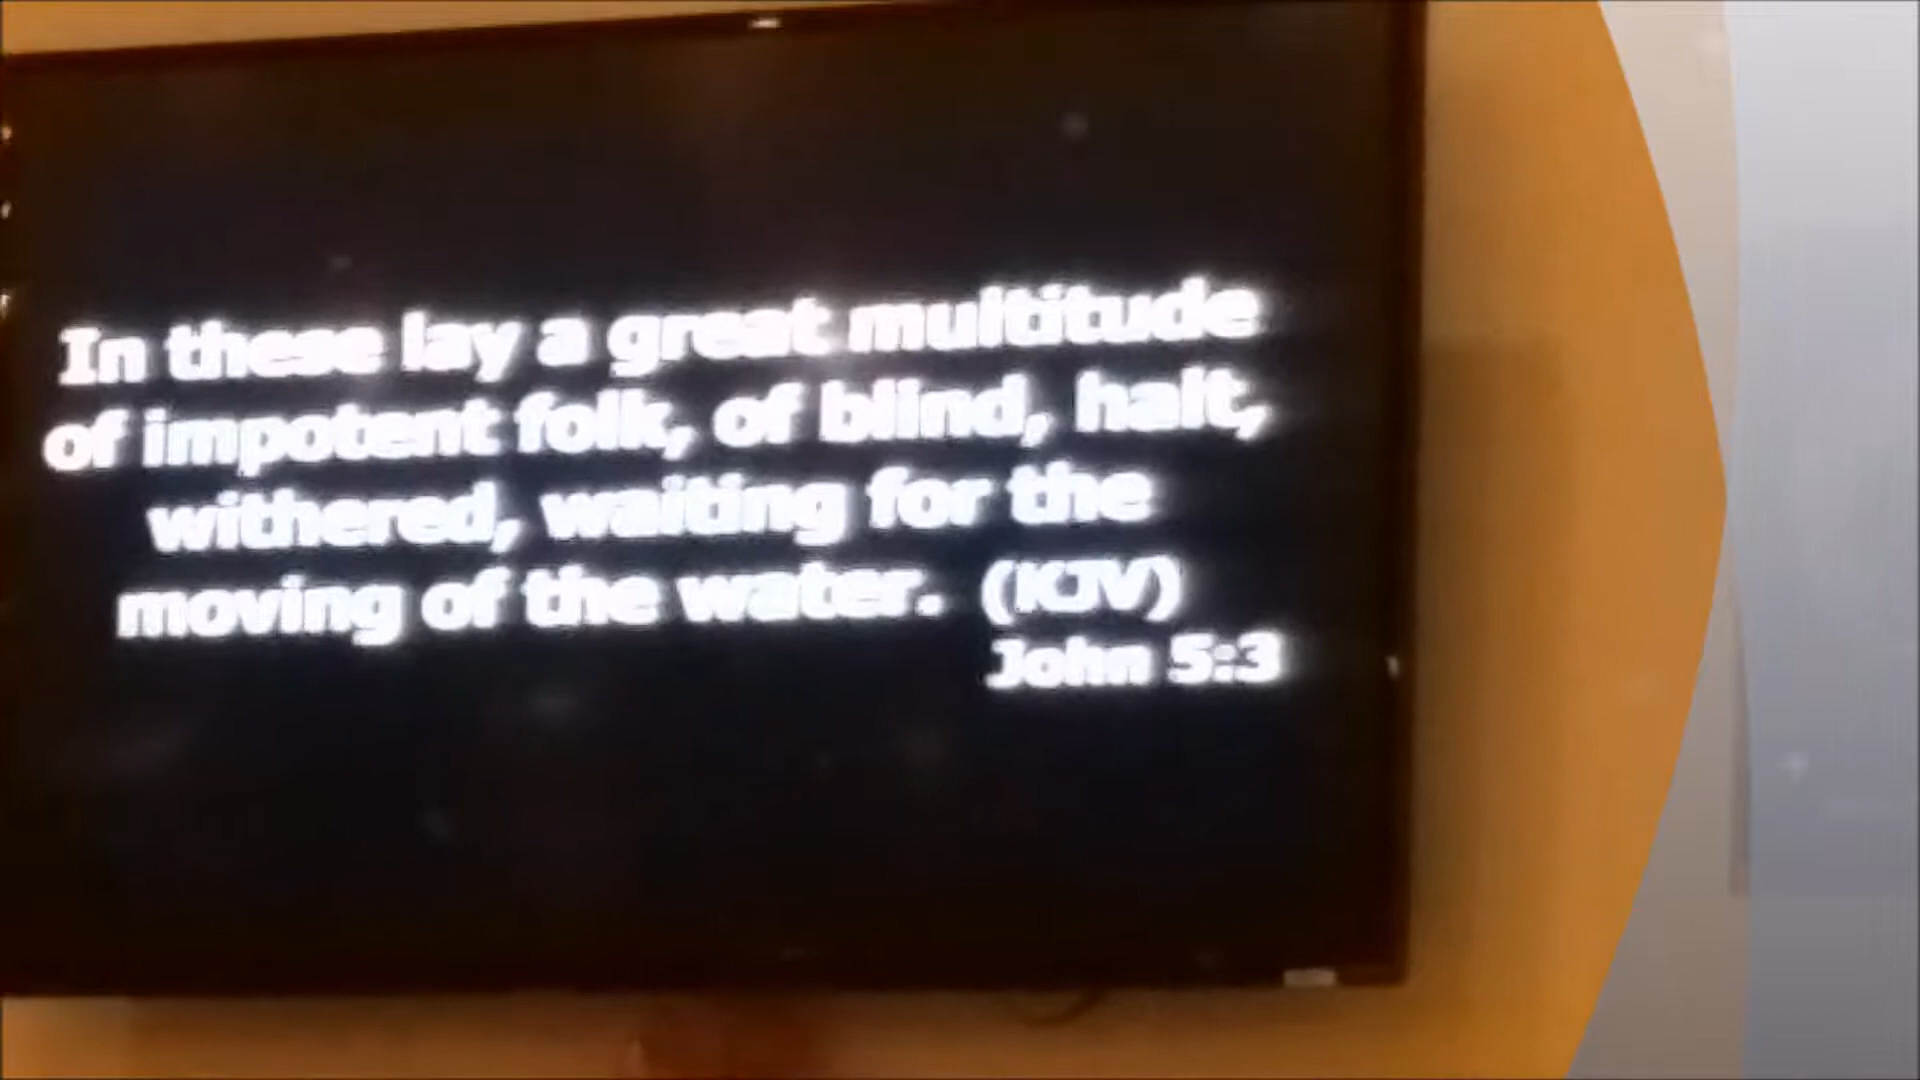 In these lay a great multitude
of impotent folk, of blind, halt,
withered, waiting for the
moving of the water. (KJV)
John 5:3